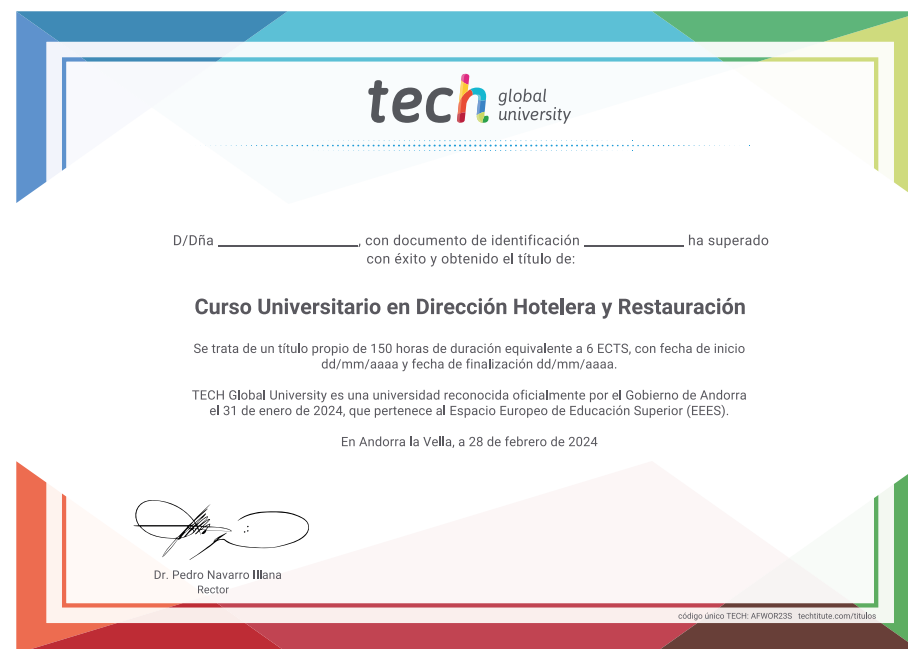 tech global university
D/Dña ____________________, con documento de identificación ______________ ha superado
con éxito y obtenido el título de:
Curso Universitario en Dirección Hotelera y Restauración
Se trata de un título propio de 150 horas de duración equivalente a 6 ECTS, con fecha de inicio
dd/mm/aaaa y fecha de finalización dd/mm/aaaa.
TECH Global University es una universidad reconocida oficialmente por el Gobierno de Andorra
el 31 de enero de 2024, que pertenece al Espacio Europeo de Educación Superior (EEES).
En Andorra la Vella, a 28 de febrero de 2024
Dr. Pedro Navarro Illana
Rector
código único TECH: AFWOR23S techtitute.com/titulos